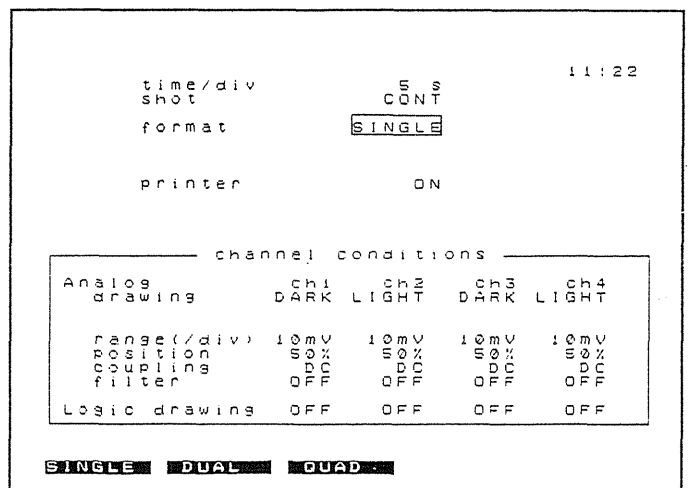 11:22
time/div 5 s
shot CONT
format SINGLE
printer ON
channel conditions
Analog ch1 ch2 ch3 ch4
drawing DARK LIGHT DARK LIGHT
range(/div) 10mV 10mV 10mV 10mV
position 50% 50% 50% 50%
coupling DC DC DC DC
filter OFF OFF OFF OFF
Logic drawing OFF OFF OFF OFF
SINGLE DUAL QUAD